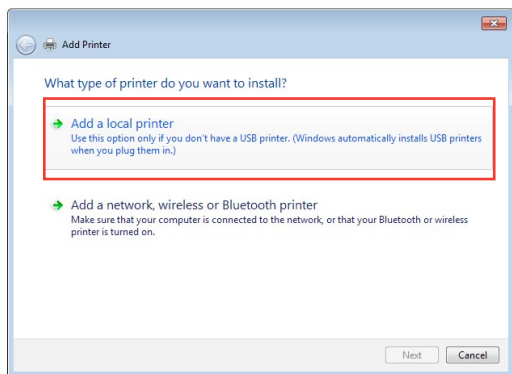 Add Printer
What type of printer do you want to install?
Add a local printer
Use this option only if you don't have a USB printer. (Windows automatically installs USB printers
when you plug them in.)
Add a network, wireless or Bluetooth printer
Make sure that your computer is connected to the network, or that your Bluetooth or wireless
printer is turned on.
Next Cancel